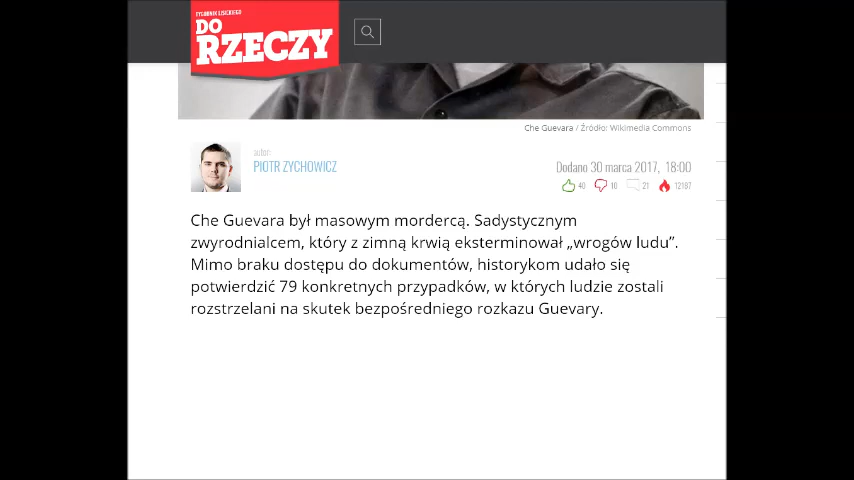 TYGODNIK LISICKIEGO
DO
RZECZY
Che Guevara / Źródło: Wikimedia Commons
autor:
PIOTR ZYCHOWICZ
Dodano 30 marca 2017, 18:00
40 10 21 12187
Che Guevara był masowym mordercą. Sadystycznym
zwyrodnialcem, który z zimną krwią eksterminował „wrogów ludu”.
Mimo braku dostępu do dokumentów, historykom udało się
potwierdzić 79 konkretnych przypadków, w których ludzie zostali
rozstrzelani na skutek bezpośredniego rozkazu Guevary.